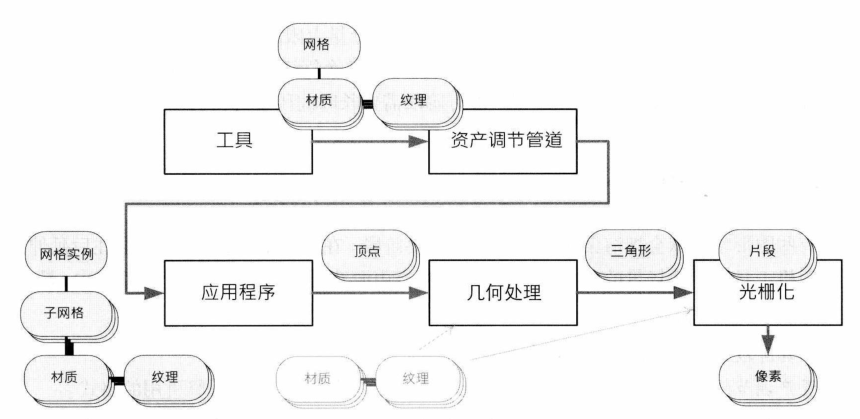 网格
材质
纹理
工具
资产调节管道
网格实例
顶点
三角形
片段
应用程序
几何处理
光栅化
子网格
材质
纹理
材质
纹理
像素